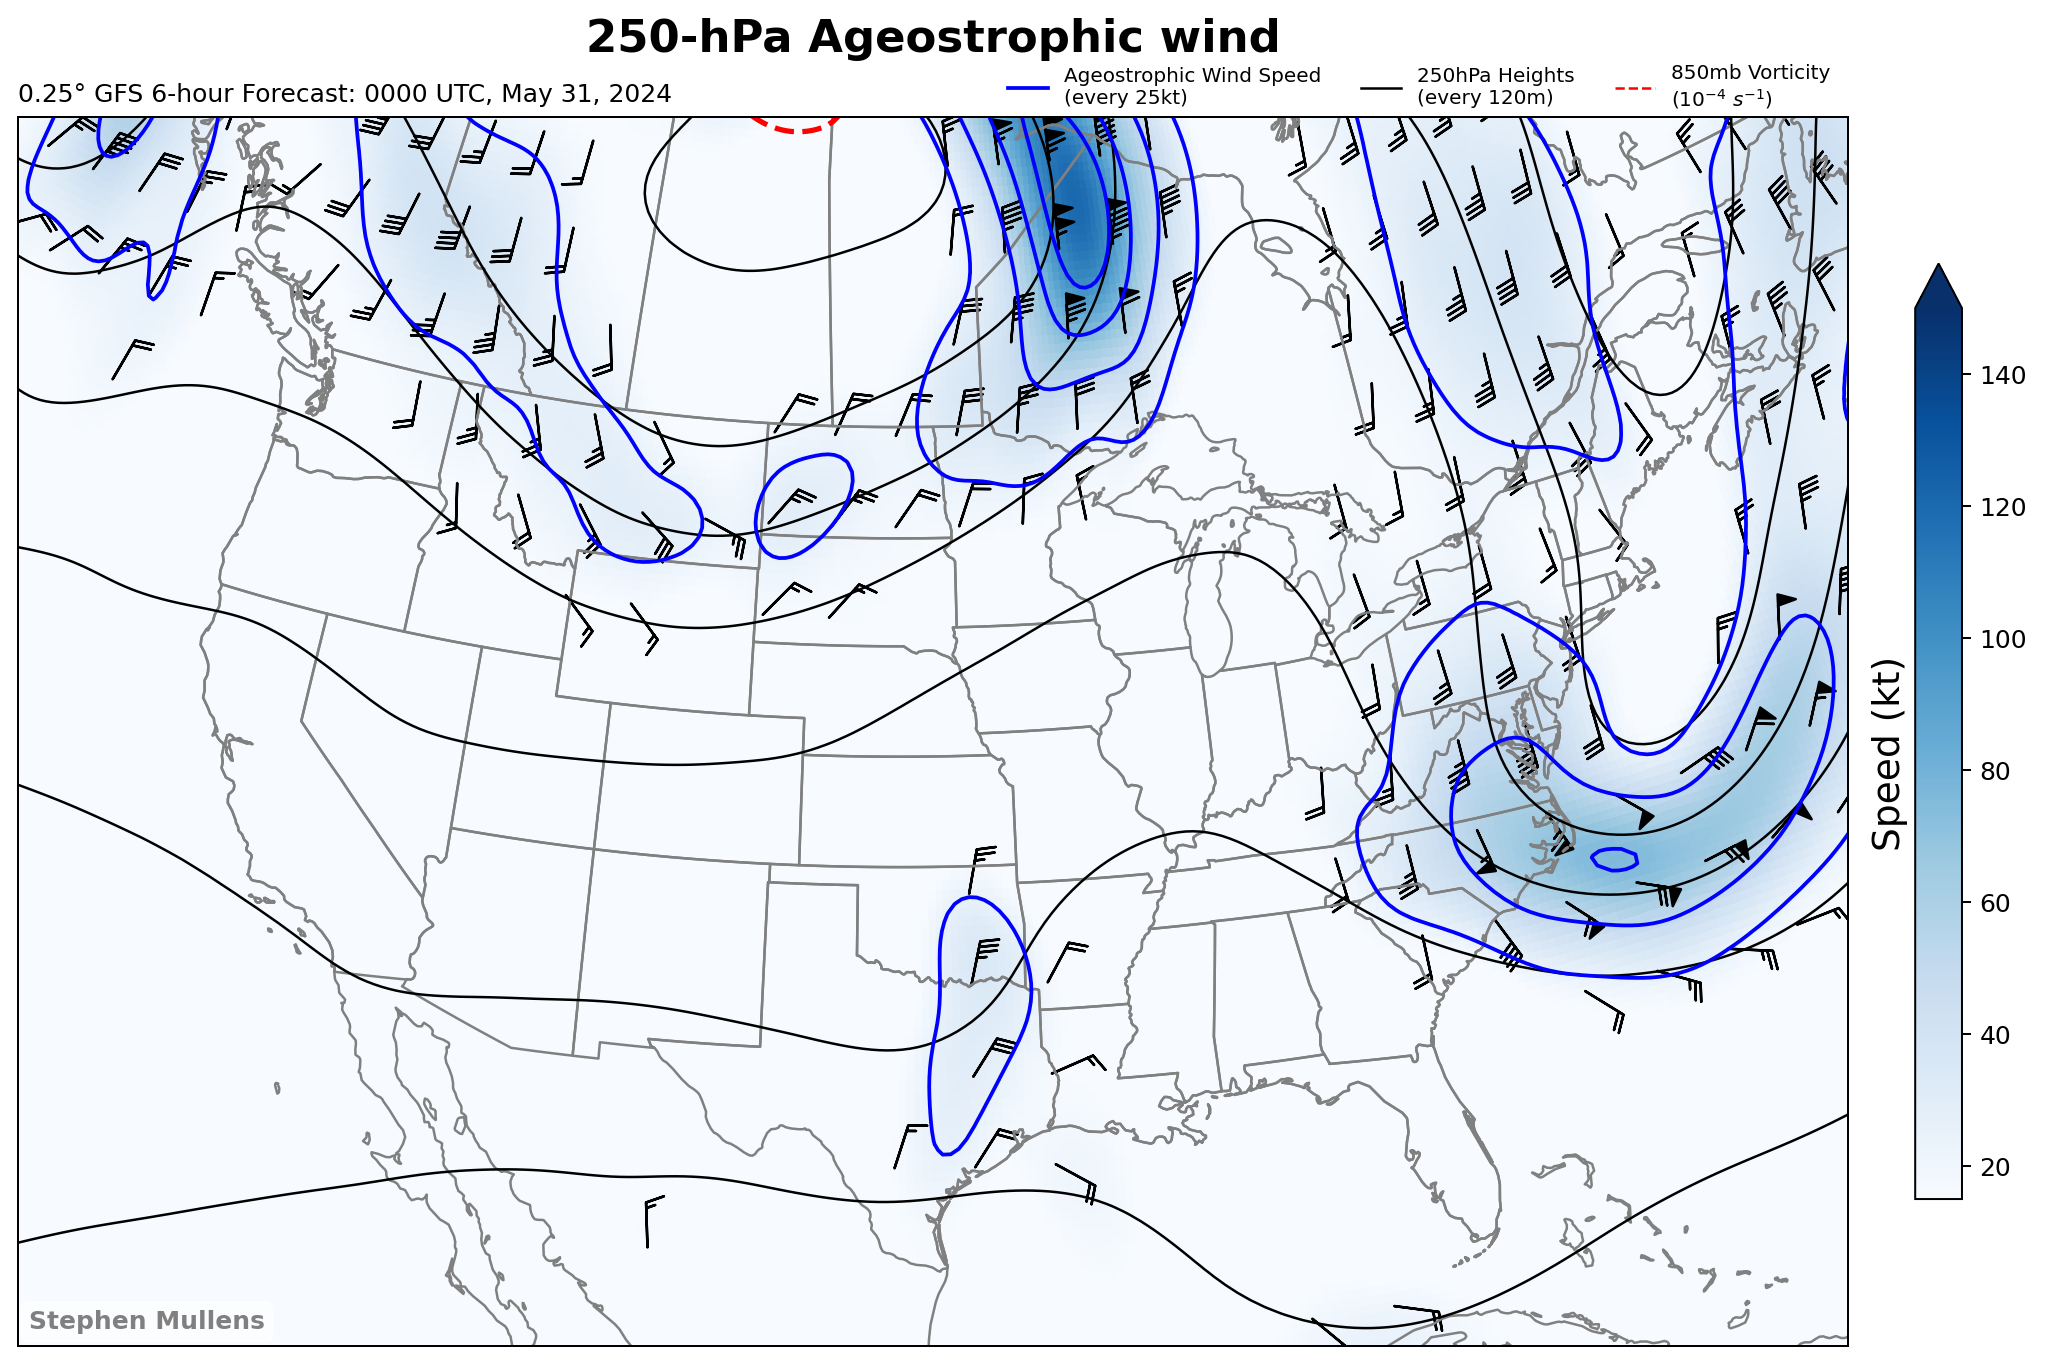 250-hPa Ageostrophic wind
0.25° GFS 6-hour Forecast: 0000 UTC, May 31, 2024
Ageostrophic Wind Speed
(every 25kt)
250hPa Heights
(every 120m)
850mb Vorticity
(10⁻⁴ s⁻¹)
140
120
100
80
60
40
20
Speed (kt)
Stephen Mullens